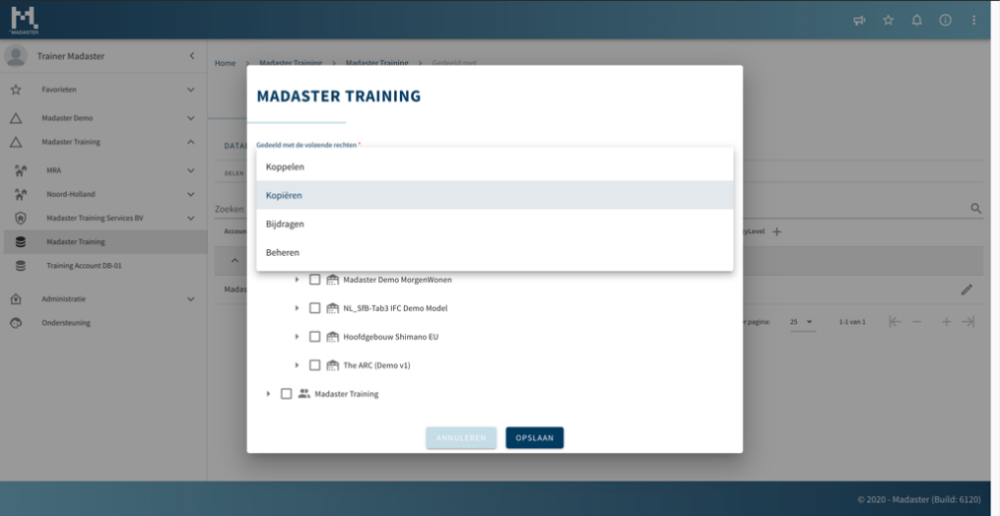 MADASTER
Trainer Madaster
Favorieten
Madaster Demo
Madaster Training
MRA
Noord-Holland
Madaster Training Services BV
Madaster Training
Training Account DB-01
Administratie
Ondersteuning
Home > Madaster Training > Madaster Training > Gedeeld met
DATA
DELEN
Zoeken
Accoun
Madas
MADASTER TRAINING
Gedeeld met de volgende rechten *
Koppelen
Kopiëren
Bijdragen
Beheren
Madaster Demo MorgenWonen
NL_SfB-Tab3 IFC Demo Model
Hoofdgebouw Shimano EU
The ARC (Demo v1)
Madaster Training
ANNULEREN OPSLAAN
yLevel
r pagina: 25 1-1 van 1
© 2020 - Madaster (Build: 6120)